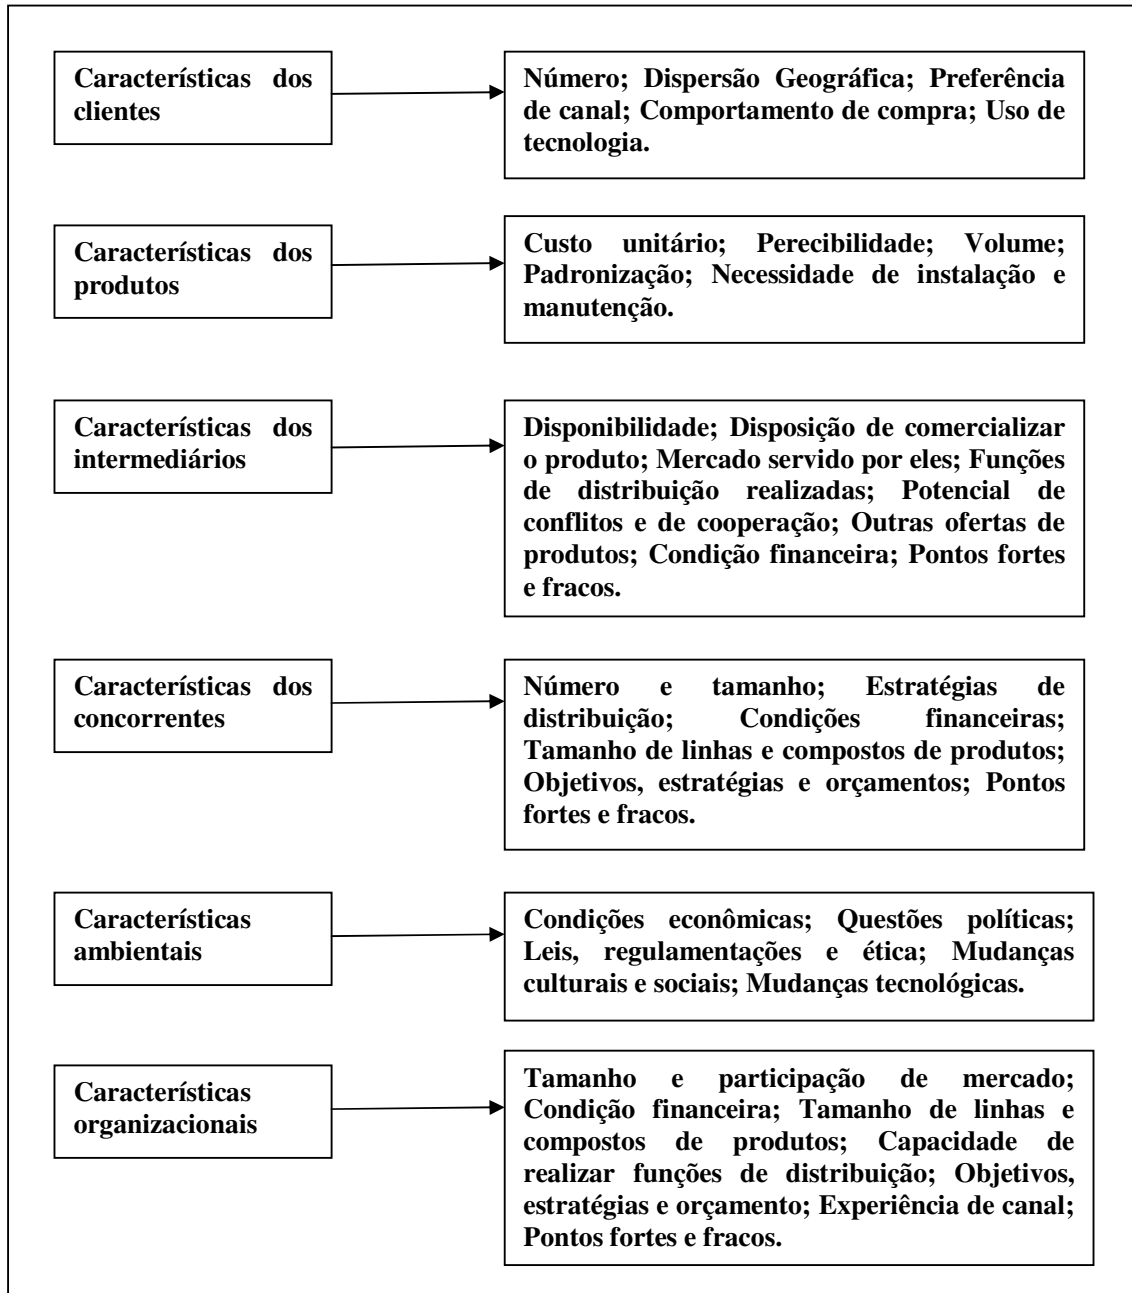 Características dos
clientes
Número; Dispersão Geográfica; Preferência
de canal; Comportamento de compra; Uso de
tecnologia.
Características dos
produtos
Custo unitário; Perecibilidade; Volume;
Padronização; Necessidade de instalação e
manutenção.
Características dos
intermediários
Disponibilidade; Disposição de comercializar
o produto; Mercado servido por eles; Funções
de distribuição realizadas; Potencial de
conflitos e de cooperação; Outras ofertas de
produtos; Condição financeira; Pontos fortes
e fracos.
Características dos
concorrentes
Número e tamanho; Estratégias de
distribuição; Condições financeiras;
Tamanho de linhas e compostos de produtos;
Objetivos, estratégias e orçamentos; Pontos
fortes e fracos.
Características
ambientais
Condições econômicas; Questões políticas;
Leis, regulamentações e ética; Mudanças
culturais e sociais; Mudanças tecnológicas.
Características
organizacionais
Tamanho e participação de mercado;
Condição financeira; Tamanho de linhas e
compostos de produtos; Capacidade de
realizar funções de distribuição; Objetivos,
estratégias e orçamento; Experiência de canal;
Pontos fortes e fracos.